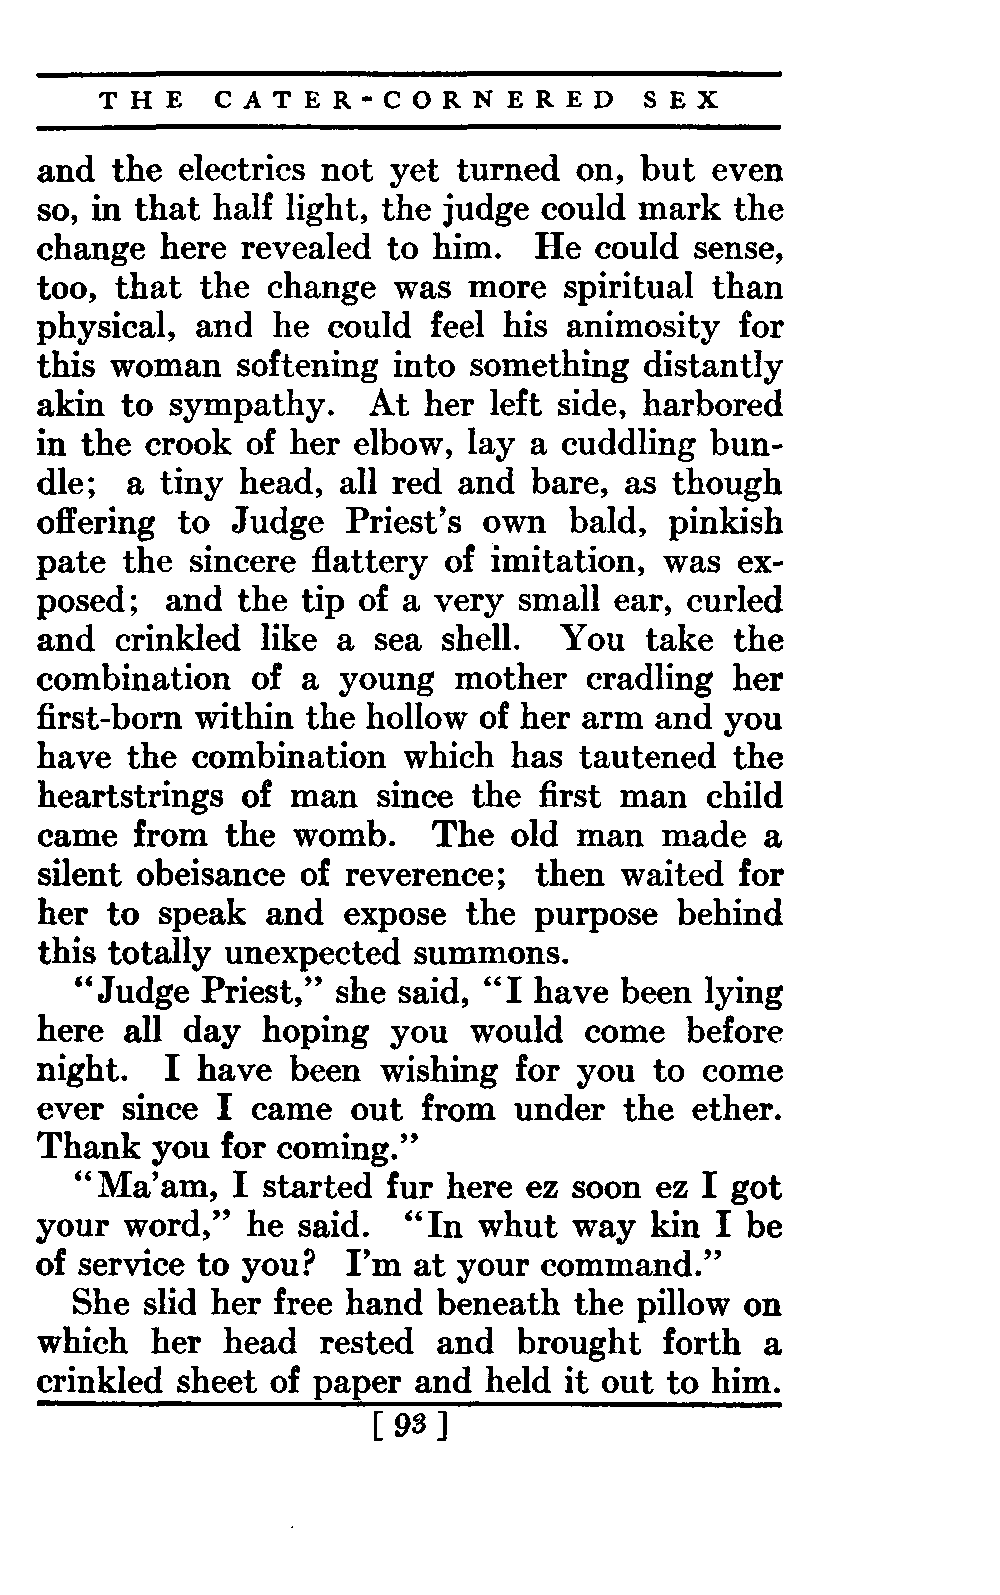 THE CATER-CORNERED SEX
and the electrics not yet turned on, but even
so, in that half light, the judge could mark the
change here revealed to him. He could sense,
too, that the change was more spiritual than
physical, and he could feel his animosity for
this woman softening into something distantly
akin to sympathy. At her left side, harbored
in the crook of her elbow, lay a cuddling bun-
dle; a tiny head, all red and bare, as though
offering to Judge Priest's own bald, pinkish
pate the sincere flattery of imitation, was ex-
posed; and the tip of a very small ear, curled
and crinkled like a sea shell. You take the
combination of a young mother cradling her
first-born within the hollow of her arm and you
have the combination which has tautened the
heartstrings of man since the first man child
came from the womb. The old man made a
silent obeisance of reverence; then waited for
her to speak and expose the purpose behind
this totally unexpected summons.
“Judge Priest,” she said, “I have been lying
here all day hoping you would come before
night. I have been wishing for you to come
ever since I came out from under the ether.
Thank you for coming.”
“Ma'am, I started fur here ez soon ez I got
your word,” he said. “In whut way kin I be
of service to you? I'm at your command.”
She slid her free hand beneath the pillow on
which her head rested and brought forth a
crinkled sheet of paper and held it out to him.
[ 93 ]